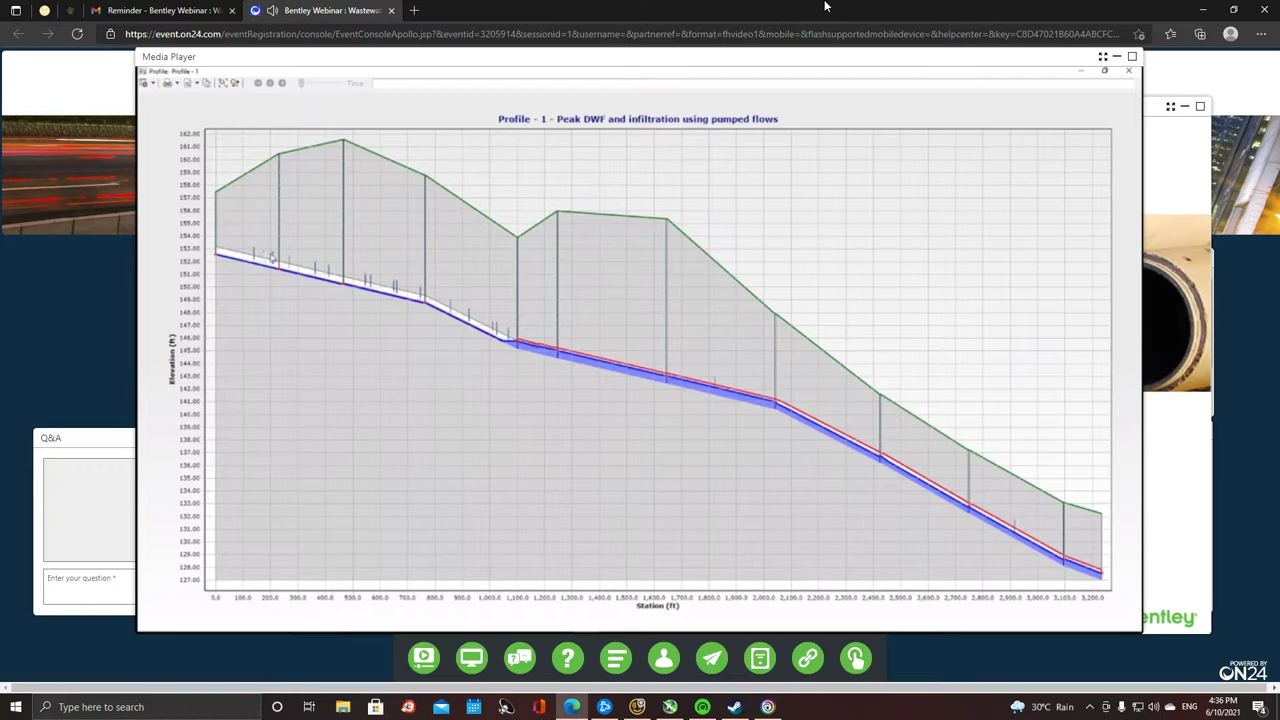 Reminder - Bentley Webinar : Wa
Bentley Webinar : Wastewa
https://event.on24.com/eventRegistration/console/EventConsoleApollo.jsp?&eventid=3205914&sessionid=1&username=&partnerref=&format=fhvideo1&mobile=&flashsupportedmobiledevice=&helpcenter=&key=C8D47021B60A4A8BCFC...
Media Player
Profile: Profile - 1
Time:
Profile - 1 - Peak DWF and infiltration using pumped flows
162.00
161.00
160.00
159.00
158.00
157.00
156.00
155.00
154.00
153.00
152.00
151.00
150.00
149.00
148.00
147.00
146.00
145.00
144.00
143.00
142.00
141.00
140.00
139.00
138.00
137.00
136.00
135.00
134.00
133.00
132.00
131.00
130.00
129.00
128.00
127.00
Elevation (ft)
100.0 200.0 300.0 400.0 500.0 600.0 700.0 800.0 900.0 1,000.0 1,100.0 1,200.0 1,300.0 1,400.0 1,500.0 1,600.0 1,700.0 1,800.0 1,900.0 2,000.0 2,100.0 2,200.0 2,300.0 2,400.0 2,500.0 2,600.0 2,700.0 2,800.0 2,900.0 3,000.0 3,100.0 3,200.0
Station (ft)
Q&A
Enter your question *
entley
POWERED BY
ON24
Type here to search
30°C Rain
4:36 PM
6/10/2021
4